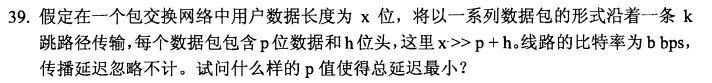 39. 假定在一个包交换网络中用户数据长度为 x 位，将以一系列数据包的形式沿着一条 k
跳路径传输，每个数据包包含 p 位数据和 h 位头，这里 x>> p + h。线路的比特率为 b bps，
传播延迟忽略不计。试问什么样的 p 值使得总延迟最小？